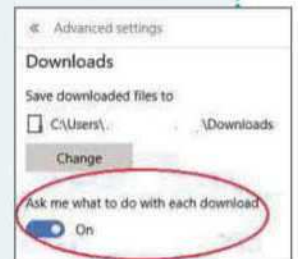 « Advanced settings
Downloads
Save downloaded files to
C:\Users\. . .\Downloads
Change
Ask me what to do with each download
On